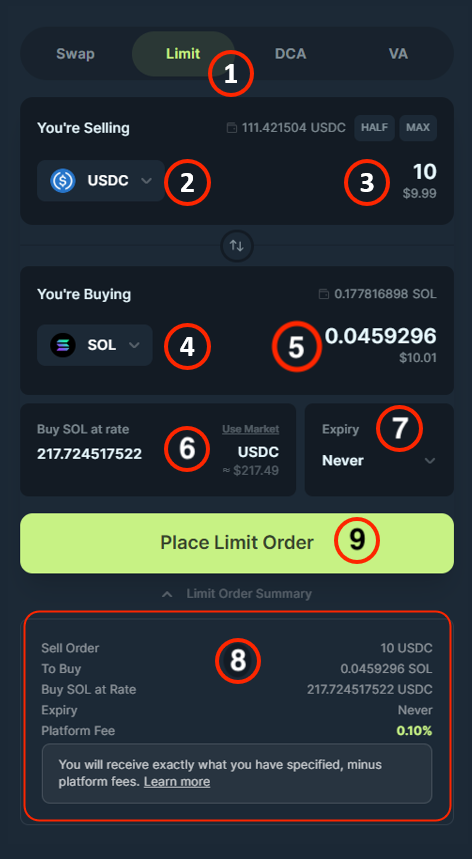 Swap Limit DCA VA
1
You're Selling 111.421504 USDC HALF MAX
USDC 2 3 10
$9.99
You're Buying 0.177816898 SOL
SOL 4 5 0.0459296
$10.01
Buy SOL at rate Use Market Expiry 7
217.724517522 6 USDC Never
≈ $217.49
Place Limit Order 9
Limit Order Summary
8
Sell Order 10 USDC
To Buy 0.0459296 SOL
Buy SOL at Rate 217.724517522 USDC
Expiry Never
Platform Fee 0.10%
You will receive exactly what you have specified, minus
platform fees. Learn more